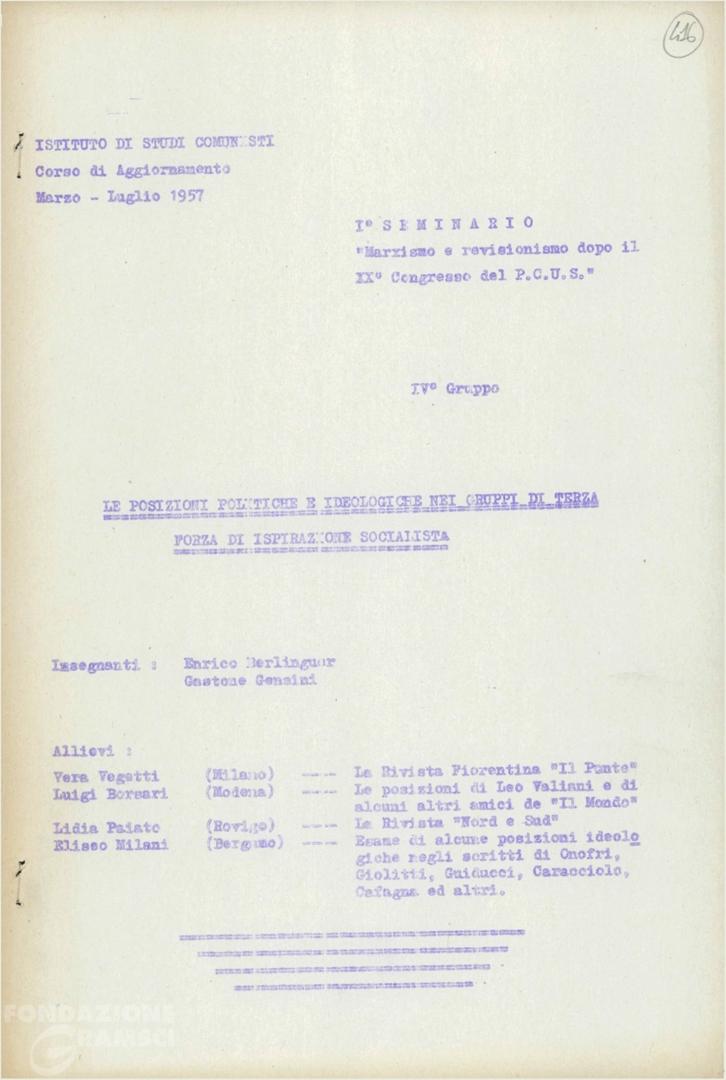 416
ISTITUTO DI STUDI COMUNISTI
Corso di Aggiornamento
Marzo - Luglio 1957
I° S E M I N A R I O
"Marxismo e revisionismo dopo il
XX° Congresso del P.C.U.S."
IV° Gruppo
LE POSIZIONI POLITICHE E IDEOLOGICHE NEI GRUPPI DI TERZA
FORZA DI ISPIRAZIONE SOCIALISTA
Insegnanti : Enrico Berlinguer
Gastone Gensini
Allievi :
Vera Vegetti (Milano) ---- La Rivista Fiorentina "Il Ponte"
Luigi Borsari (Modena) ---- Le posizioni di Leo Valiani e di
alcuni altri amici de "Il Mondo"
Lidia Paiato (Rovigo) ---- La Rivista "Nord e Sud"
Eliseo Milani (Bergamo) ---- Esame di alcune posizioni ideolo
giche negli scritti di Onofri,
Giolitti, Guiducci, Caracciolo,
Cafagna ed altri.
FONDAZIONE
GRAMSCI